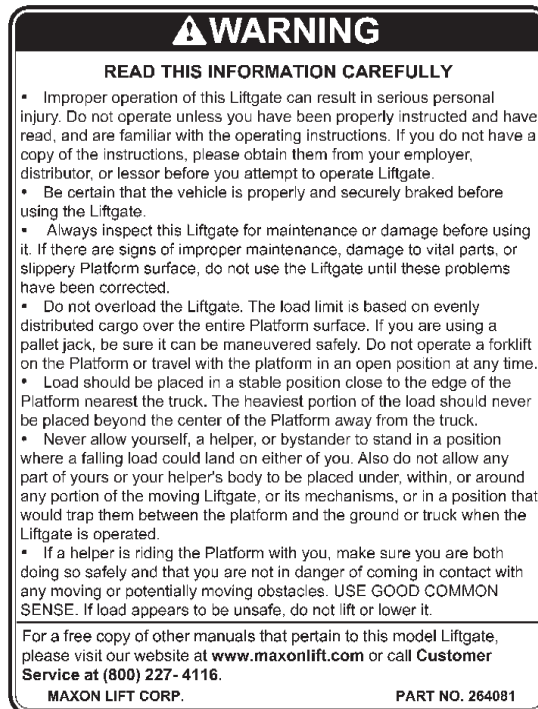 WARNING
READ THIS INFORMATION CAREFULLY
• Improper operation of this Liftgate can result in serious personal
injury. Do not operate unless you have been properly instructed and have
read, and are familiar with the operating instructions. If you do not have a
copy of the instructions, please obtain them from your employer,
distributor, or lessor before you attempt to operate Liftgate.
• Be certain that the vehicle is properly and securely braked before
using the Liftgate.
• Always inspect this Liftgate for maintenance or damage before using
it. If there are signs of improper maintenance, damage to vital parts, or
slippery Platform surface, do not use the Liftgate until these problems
have been corrected.
• Do not overload the Liftgate. The load limit is based on evenly
distributed cargo over the entire Platform surface. If you are using a
pallet jack, be sure it can be maneuvered safely. Do not operate a forklift
on the Platform or travel with the platform in an open position at any time.
• Load should be placed in a stable position close to the edge of the
Platform nearest the truck. The heaviest portion of the load should never
be placed beyond the center of the Platform away from the truck.
• Never allow yourself, a helper, or bystander to stand in a position
where a falling load could land on either of you. Also do not allow any
part of yours or your helper's body to be placed under, within, or around
any portion of the moving Liftgate, or its mechanisms, or in a position that
would trap them between the platform and the ground or truck when the
Liftgate is operated.
• If a helper is riding the Platform with you, make sure you are both
doing so safely and that you are not in danger of coming in contact with
any moving or potentially moving obstacles. USE GOOD COMMON
SENSE. If load appears to be unsafe, do not lift or lower it.
For a free copy of other manuals that pertain to this model Liftgate,
please visit our website at www.maxonlift.com or call Customer
Service at (800) 227- 4116.
MAXON LIFT CORP. PART NO. 264081